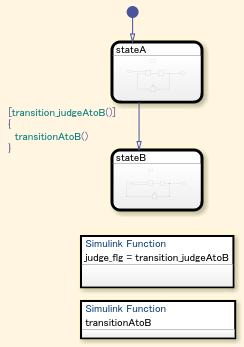 stateA
[transition_judgeAtoB()]
{
transitionAtoB()
}
stateB
Simulink Function
judge_flg = transition_judgeAtoB
Simulink Function
transitionAtoB